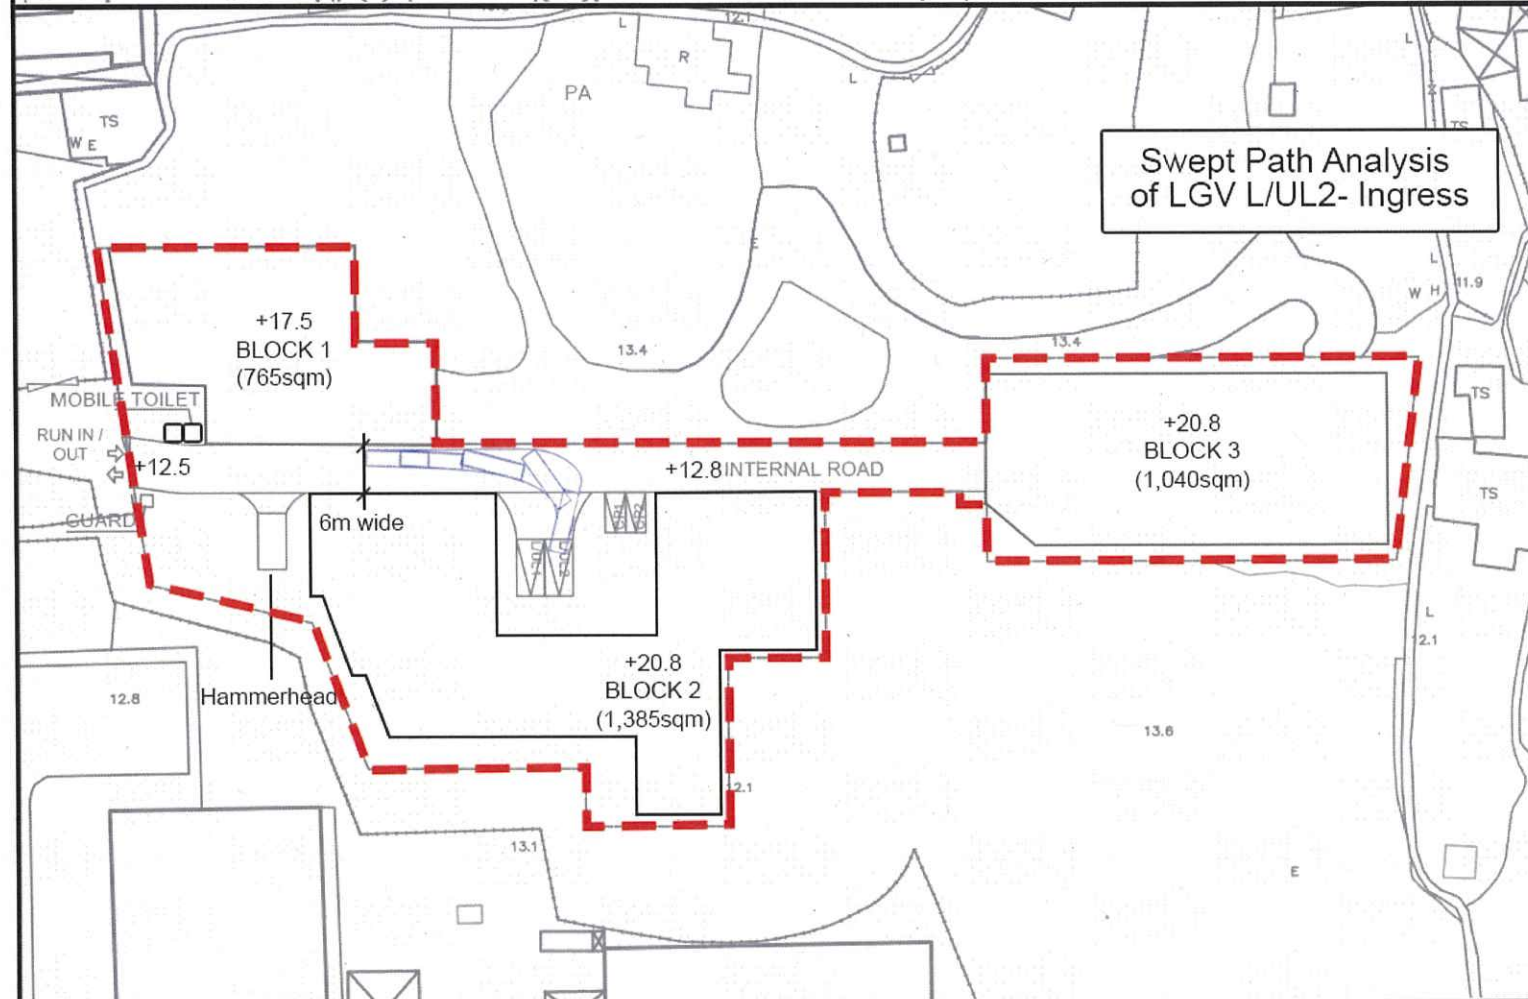 12.1
L
R
L
L
PA
TS
W E
TS
Swept Path Analysis
of LGV L/UL2- Ingress
E
L
W H
11.9
+17.5
BLOCK 1
(765sqm)
13.4
13.4
MOBILE TOILET
TS
RUN IN /
OUT
+12.5
+12.8 INTERNAL ROAD
+20.8
BLOCK 3
(1,040sqm)
TS
GUARD
6m wide
L
12.1
Hammerhead
12.8
+20.8
BLOCK 2
(1,385sqm)
13.6
13.1
E